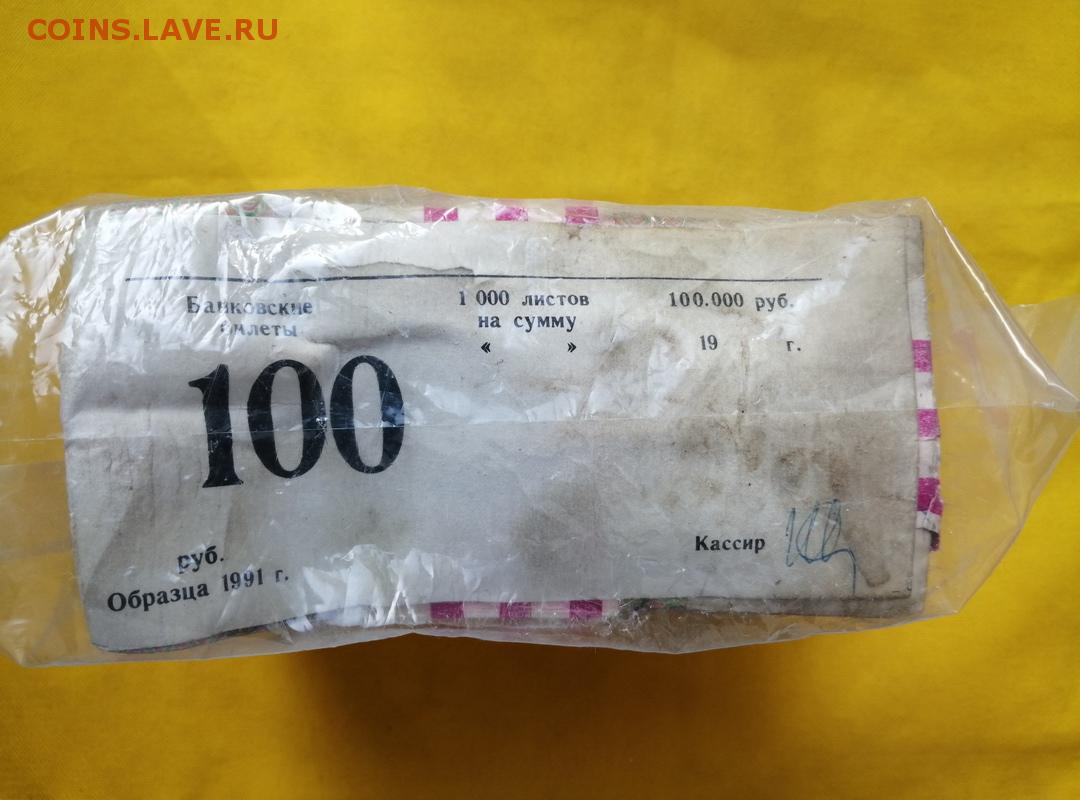 COINS.LAVE.RU
Банковские билеты
1 000 листов на сумму
100.000 руб.
« » 19 г.
100
руб.
Образца 1991 г.
Кассир